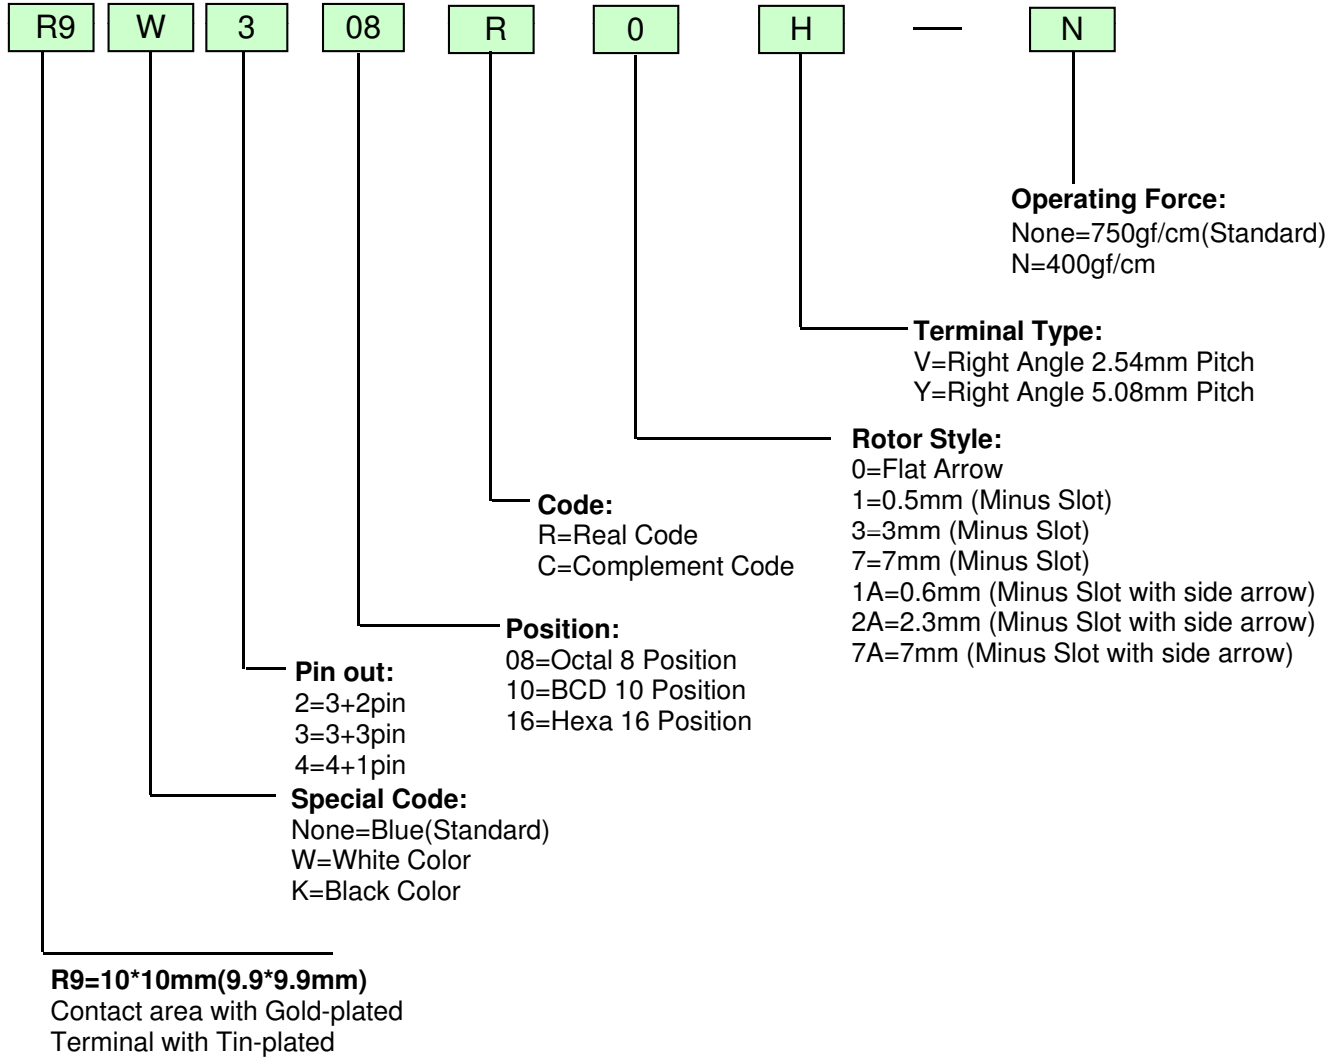 R9 W 3 08 R 0 H — N
Operating Force:
None=750gf/cm(Standard)
N=400gf/cm
Terminal Type:
V=Right Angle 2.54mm Pitch
Y=Right Angle 5.08mm Pitch
Rotor Style:
0=Flat Arrow
1=0.5mm (Minus Slot)
3=3mm (Minus Slot)
7=7mm (Minus Slot)
1A=0.6mm (Minus Slot with side arrow)
2A=2.3mm (Minus Slot with side arrow)
7A=7mm (Minus Slot with side arrow)
Code:
R=Real Code
C=Complement Code
Position:
08=Octal 8 Position
10=BCD 10 Position
16=Hexa 16 Position
Pin out:
2=3+2pin
3=3+3pin
4=4+1pin
Special Code:
None=Blue(Standard)
W=White Color
K=Black Color
R9=10*10mm(9.9*9.9mm)
Contact area with Gold-plated
Terminal with Tin-plated